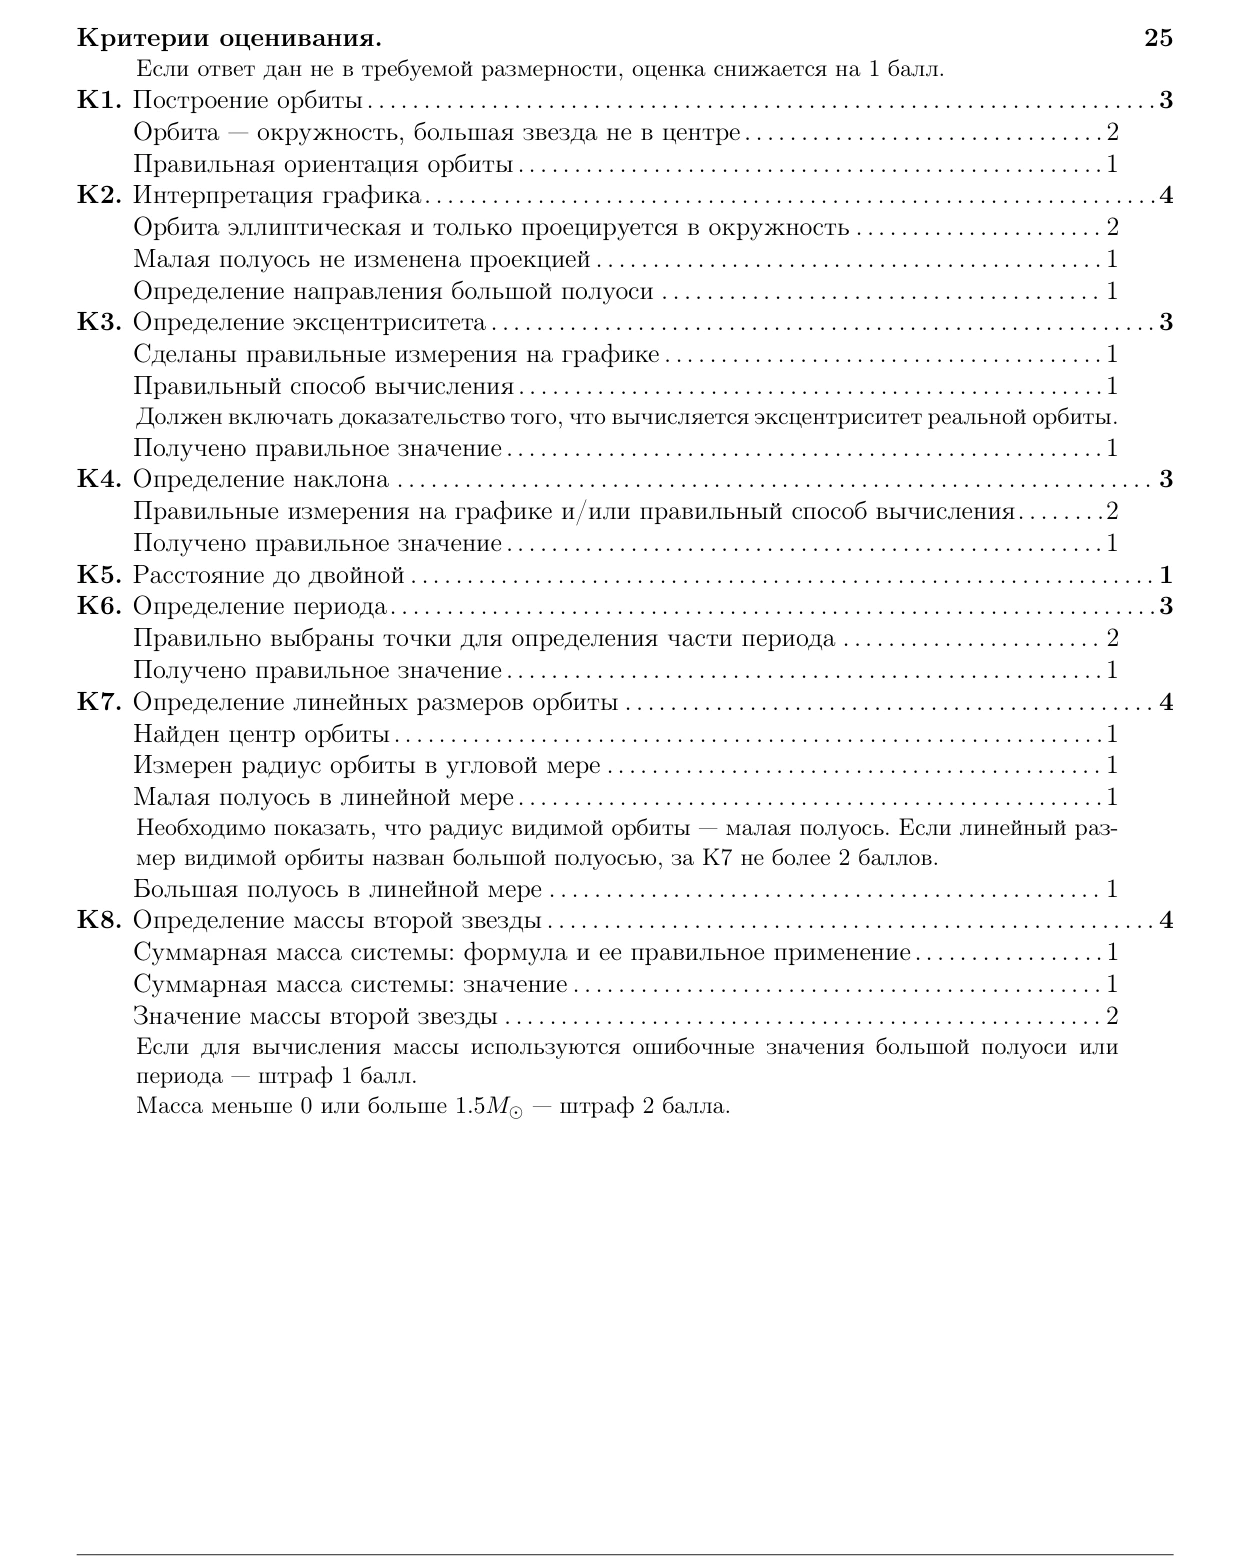 Критерии оценивания. 25
Если ответ дан не в требуемой размерности, оценка снижается на 1 балл.
К1. Построение орбиты 3
Орбита — окружность, большая звезда не в центре 2
Правильная ориентация орбиты 1
К2. Интерпретация графика 4
Орбита эллиптическая и только проецируется в окружность 2
Малая полуось не изменена проекцией 1
Определение направления большой полуоси 1
К3. Определение эксцентриситета 3
Сделаны правильные измерения на графике 1
Правильный способ вычисления 1
Должен включать доказательство того, что вычисляется эксцентриситет реальной орбиты.
Получено правильное значение 1
К4. Определение наклона 3
Правильные измерения на графике и/или правильный способ вычисления 2
Получено правильное значение 1
К5. Расстояние до двойной 1
К6. Определение периода 3
Правильно выбраны точки для определения части периода 2
Получено правильное значение 1
К7. Определение линейных размеров орбиты 4
Найден центр орбиты 1
Измерен радиус орбиты в угловой мере 1
Малая полуось в линейной мере 1
Необходимо показать, что радиус видимой орбиты — малая полуось. Если линейный раз-
мер видимой орбиты назван большой полуосью, за К7 не более 2 баллов.
Большая полуось в линейной мере 1
К8. Определение массы второй звезды 4
Суммарная масса системы: формула и ее правильное применение 1
Суммарная масса системы: значение 1
Значение массы второй звезды 2
Если для вычисления массы используются ошибочные значения большой полуоси или
периода — штраф 1 балл.
Масса меньше 0 или больше 1.5M☉ — штраф 2 балла.